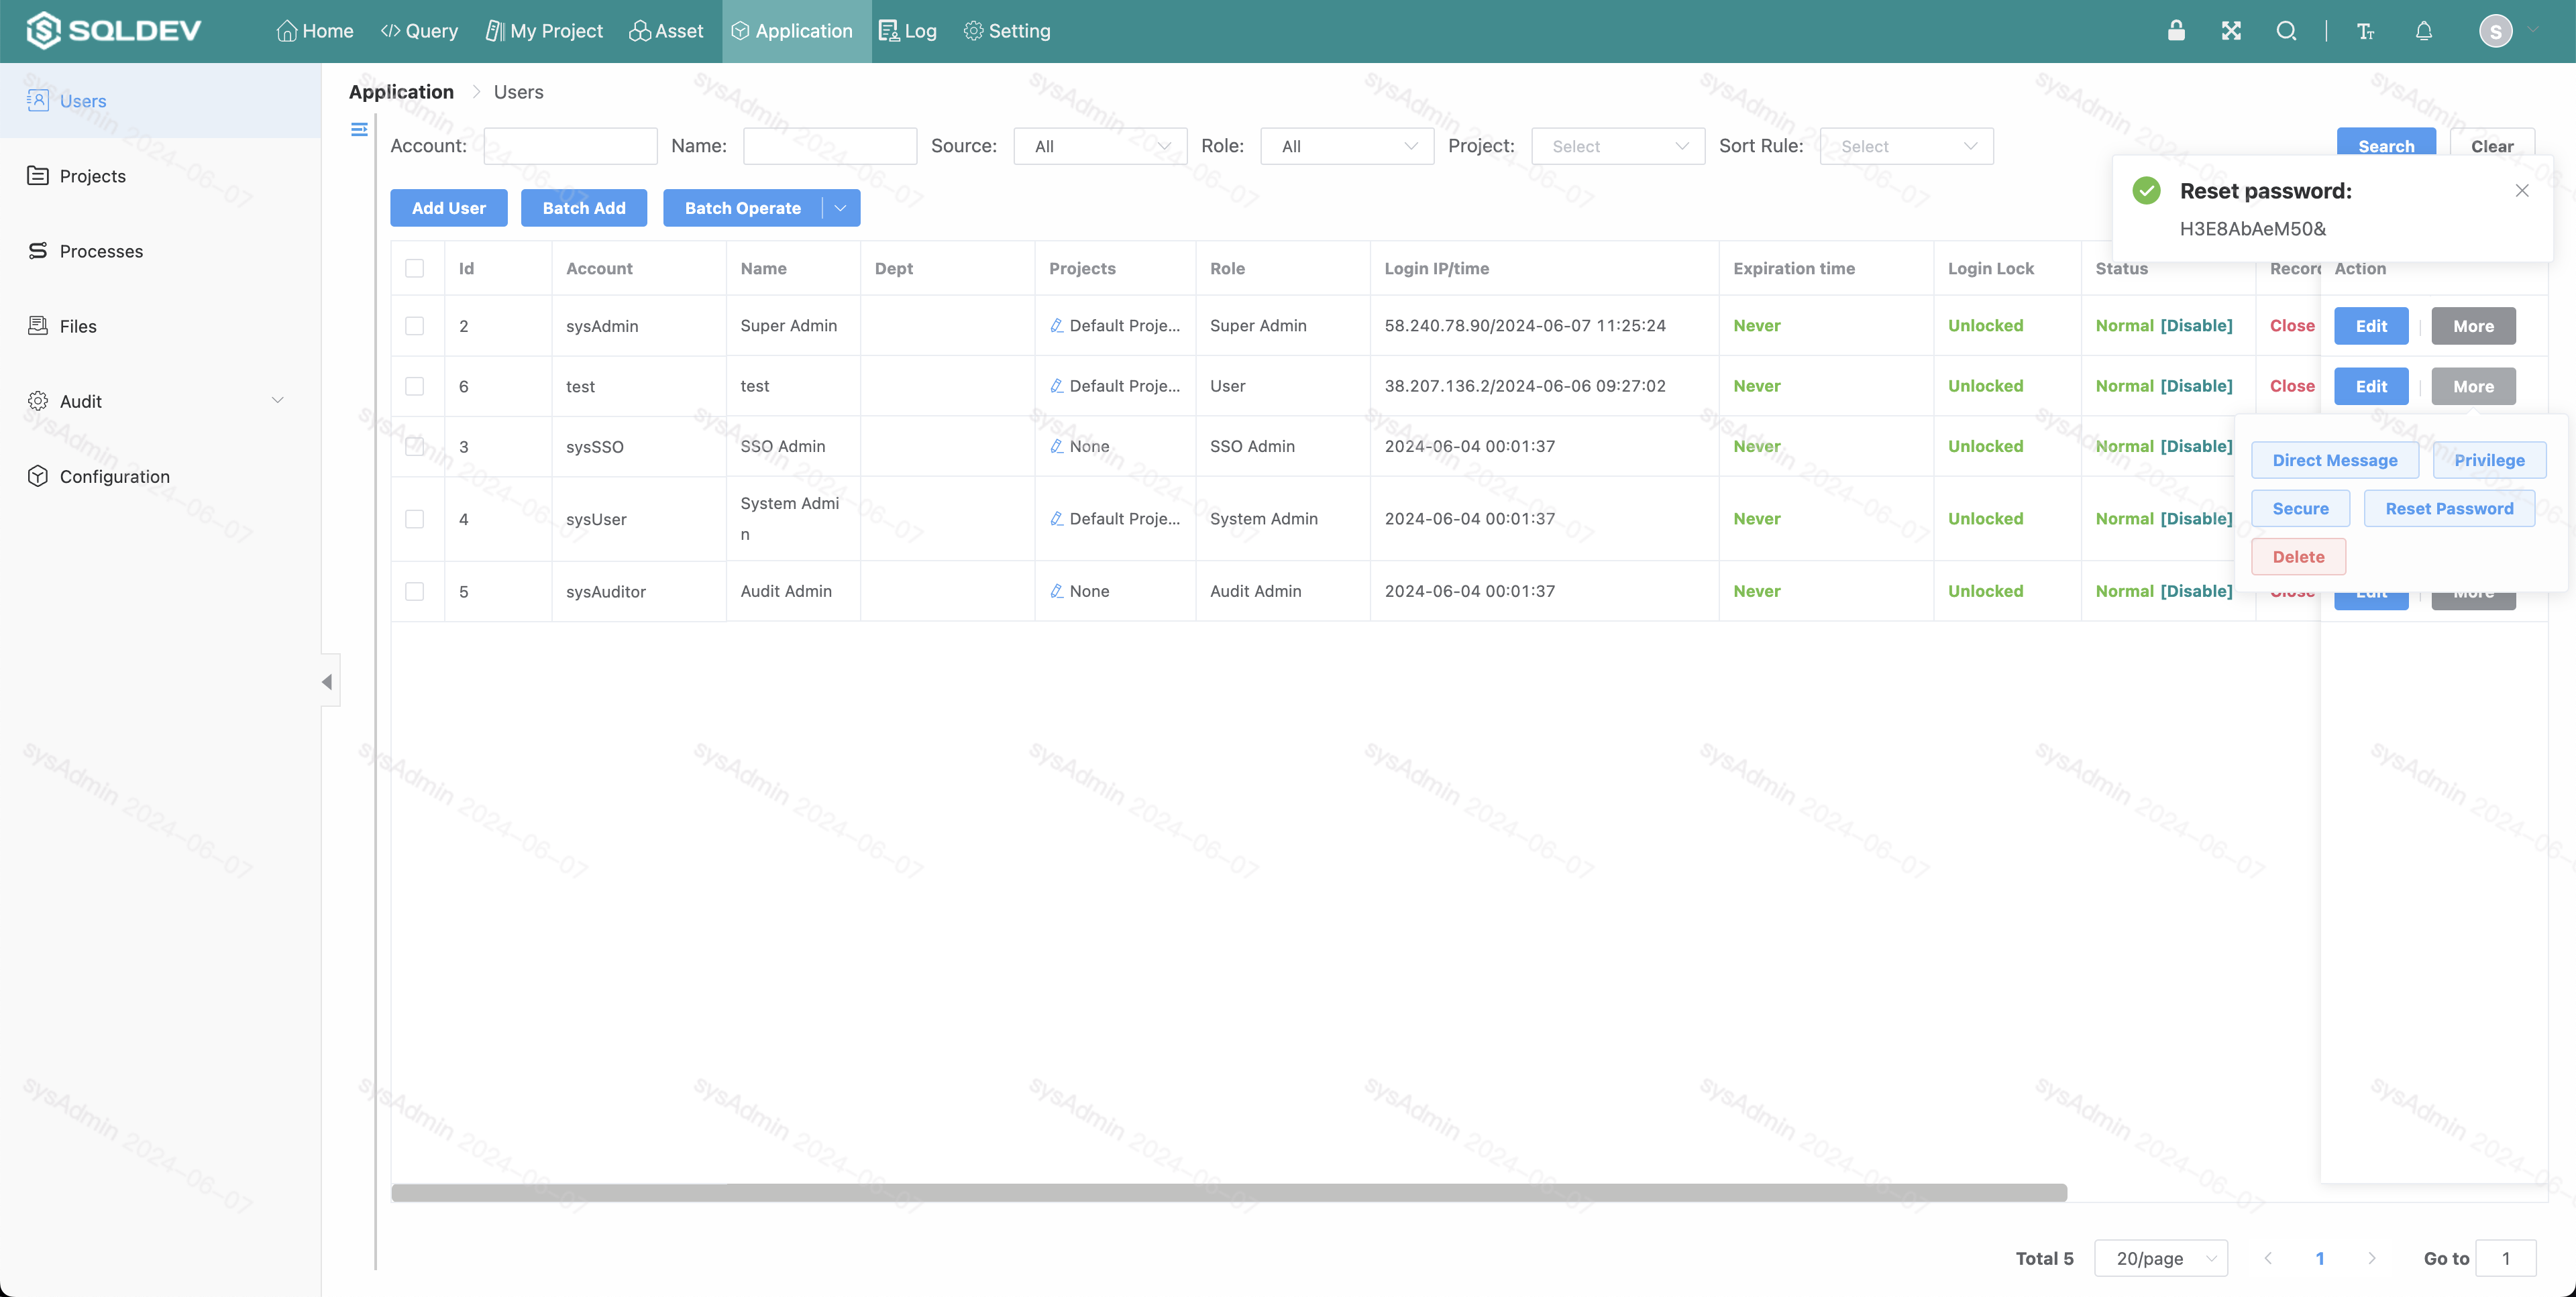 SQLDEV
Home
Query
My Project
Asset
Application
Log
Setting
S
Users
Projects
Processes
Files
Audit
Configuration
Application > Users
Account:
Name:
Source: All
Role: All
Project: Select
Sort Rule: Select
Search
Clear
Add User
Batch Add
Batch Operate
Reset password:
H3E8AbAeM50&
Id Account Name Dept Projects Role Login IP/time Expiration time Login Lock Status Record Action
2 sysAdmin Super Admin Default Proje... Super Admin 58.240.78.90/2024-06-07 11:25:24 Never Unlocked Normal [Disable] Close Edit More
6 test test Default Proje... User 38.207.136.2/2024-06-06 09:27:02 Never Unlocked Normal [Disable] Close Edit More
3 sysSSO SSO Admin None SSO Admin 2024-06-04 00:01:37 Never Unlocked Normal [Disable]
4 sysUser System Admi
n Default Proje... System Admin 2024-06-04 00:01:37 Never Unlocked Normal [Disable]
5 sysAuditor Audit Admin None Audit Admin 2024-06-04 00:01:37 Never Unlocked Normal [Disable] Close Edit More
Direct Message
Privilege
Secure
Reset Password
Delete
Total 5
20/page
1
Go to 1
sysAdmin 2024-06-07